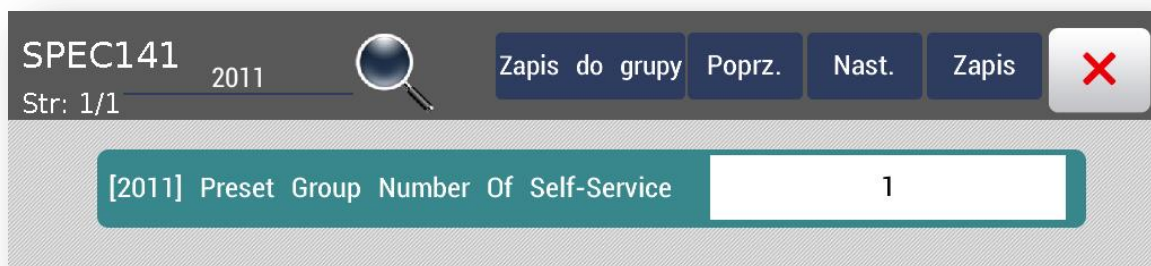 SPEC141
2011
Zapis do grupy
Poprz.
Nast.
Zapis
Str: 1/1
[2011] Preset Group Number Of Self-Service
1